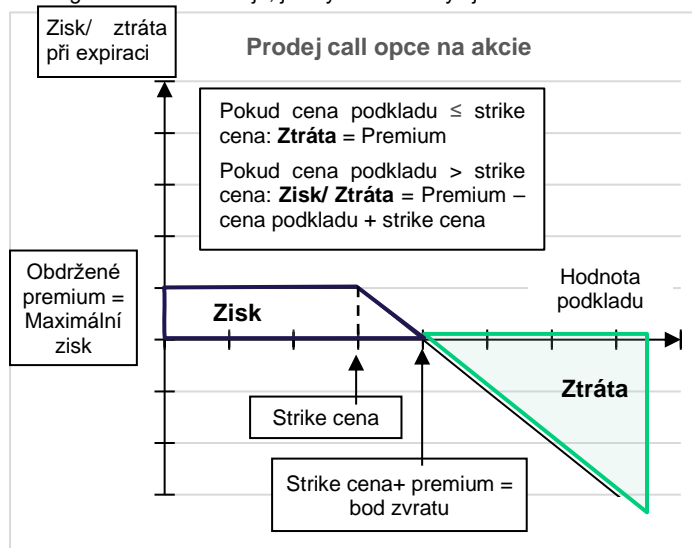 Zisk/ ztráta
při expiraci
Prodej call opce na akcie
Pokud cena podkladu ≤ strike
cena: Ztráta = Premium
Pokud cena podkladu > strike
cena: Zisk/ Ztráta = Premium –
cena podkladu + strike cena
Obdržené
premium =
Maximální
zisk
Zisk
Hodnota
podkladu
Ztráta
Strike cena
Strike cena+ premium =
bod zvratu